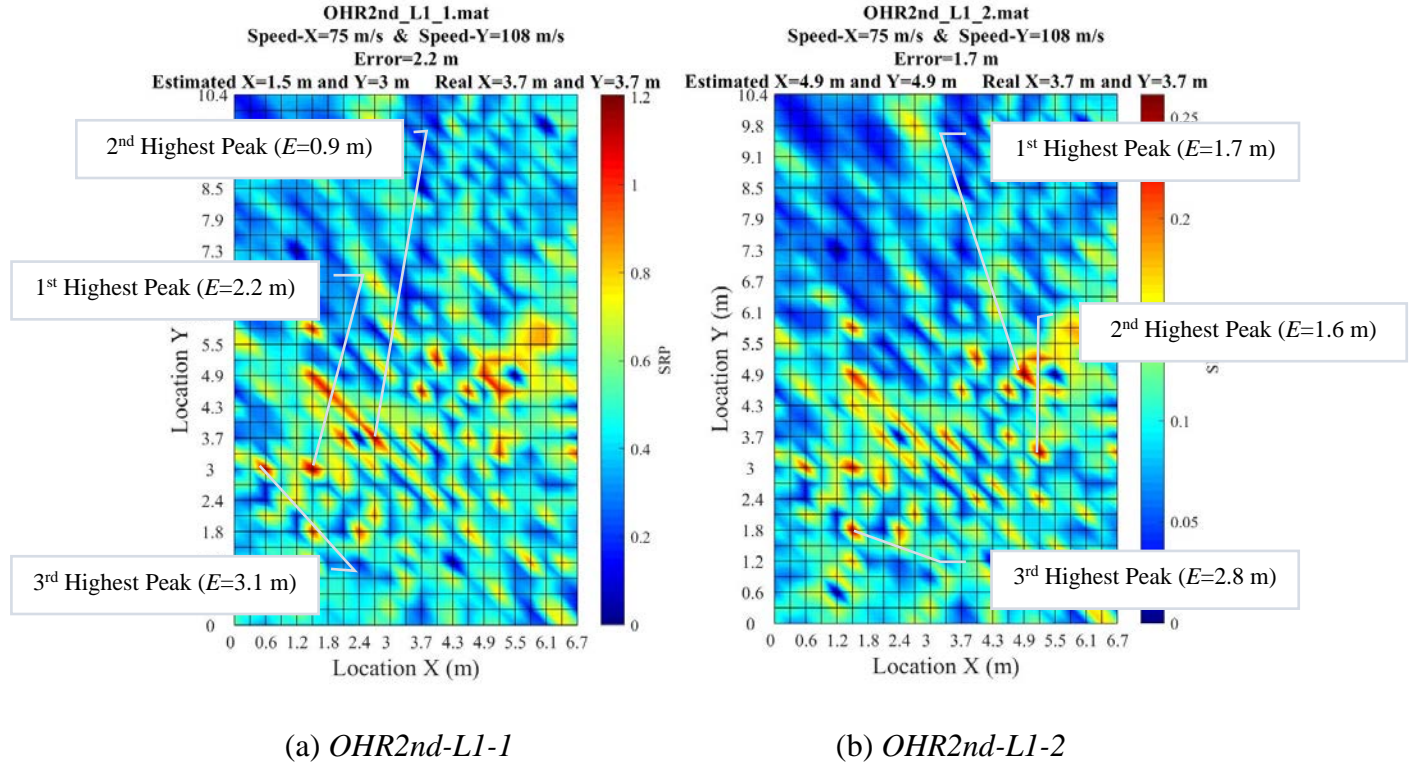 OHR2nd_L1_1.mat
Speed-X=75 m/s & Speed-Y=108 m/s
Error=2.2 m
Estimated X=1.5 m and Y=3 m Real X=3.7 m and Y=3.7 m
10.4
9.8
9.1
8.5
7.9
7.3
6.7
5.5
4.9
4.3
3.7
3
2.4
1.8
0
Location Y
0 0.6 1.2 1.8 2.4 3 3.7 4.3 4.9 5.5 6.1 6.7
Location X (m)
1.2
1
0.8
0.6
0.4
0.2
0
SRP
2nd Highest Peak (E=0.9 m)
1st Highest Peak (E=2.2 m)
3rd Highest Peak (E=3.1 m)
(a) OHR2nd-L1-1
OHR2nd_L1_2.mat
Speed-X=75 m/s & Speed-Y=108 m/s
Error=1.7 m
Estimated X=4.9 m and Y=4.9 m Real X=3.7 m and Y=3.7 m
10.4
9.8
9.1
8.5
7.9
7.3
6.7
6.1
5.5
4.9
4.3
3.7
3
2.4
1.8
1.2
0.6
0
Location Y (m)
0 0.6 1.2 1.8 2.4 3 3.7 4.3 4.9 5.5 6.1 6.7
Location X (m)
0.25
0.2
0.1
0.05
0
S
1st Highest Peak (E=1.7 m)
2nd Highest Peak (E=1.6 m)
3rd Highest Peak (E=2.8 m)
(b) OHR2nd-L1-2